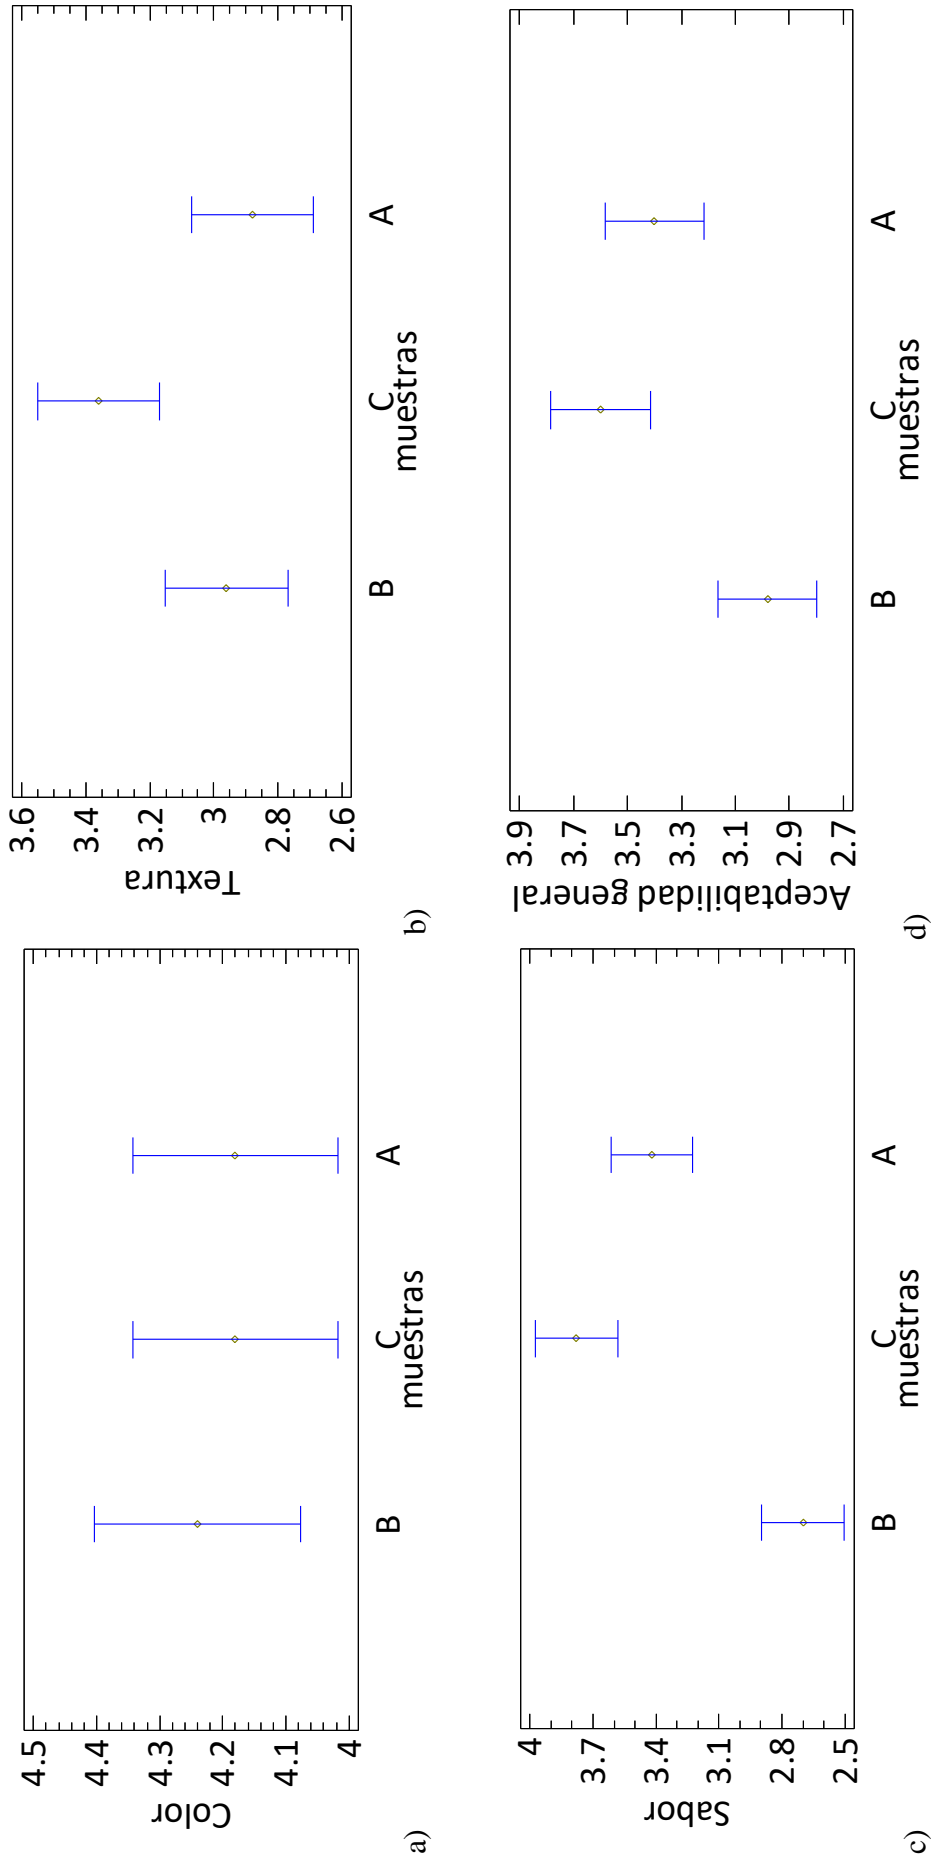 a)
Color
4.5
4.4
4.3
4.2
4.1
4
B
C
A
muestras
b)
Textura
3.6
3.4
3.2
3
2.8
2.6
B
C
A
muestras
c)
Sabor
4
3.7
3.4
3.1
2.8
2.5
B
C
A
muestras
d)
Aceptabilidad general
3.9
3.7
3.5
3.3
3.1
2.9
2.7
B
C
A
muestras